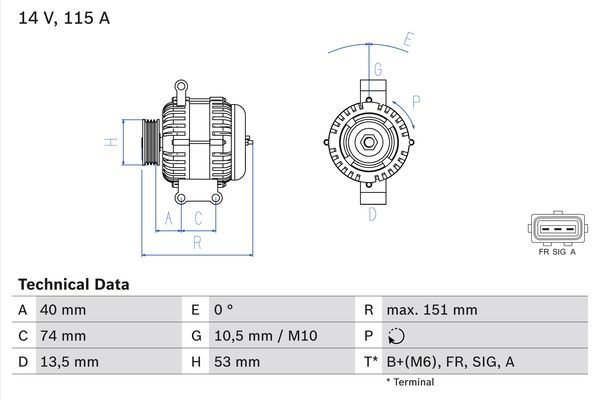 14 V, 115 A
E
G
P
H
A
C
R
D
FR SIG A
Technical Data
A 40 mm E 0 ° R max. 151 mm
C 74 mm G 10,5 mm / M10 P
D 13,5 mm H 53 mm T* B+(M6), FR, SIG, A
* Terminal